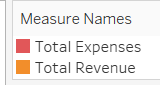 Measure Names
Total Expenses
Total Revenue